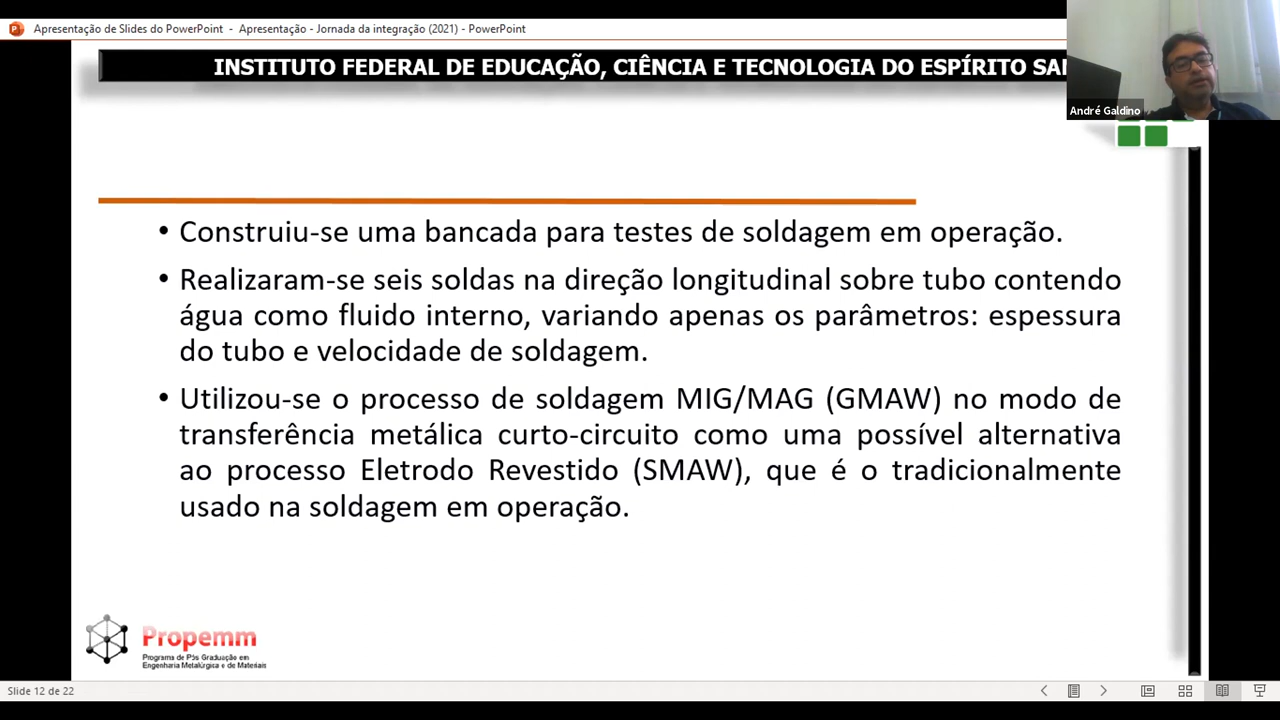 Apresentação de Slides do PowerPoint - Apresentação - Jornada da integração (2021) - PowerPoint
INSTITUTO FEDERAL DE EDUCAÇÃO, CIÊNCIA E TECNOLOGIA DO ESPÍRITO SA
André Galdino
• Construiu-se uma bancada para testes de soldagem em operação.
• Realizaram-se seis soldas na direção longitudinal sobre tubo contendo
água como fluido interno, variando apenas os parâmetros: espessura
do tubo e velocidade de soldagem.
• Utilizou-se o processo de soldagem MIG/MAG (GMAW) no modo de
transferência metálica curto-circuito como uma possível alternativa
ao processo Eletrodo Revestido (SMAW), que é o tradicionalmente
usado na soldagem em operação.
Propemm
Programa de Pós Graduação em
Engenharia Metalúrgica e de Materiais
Slide 12 de 22